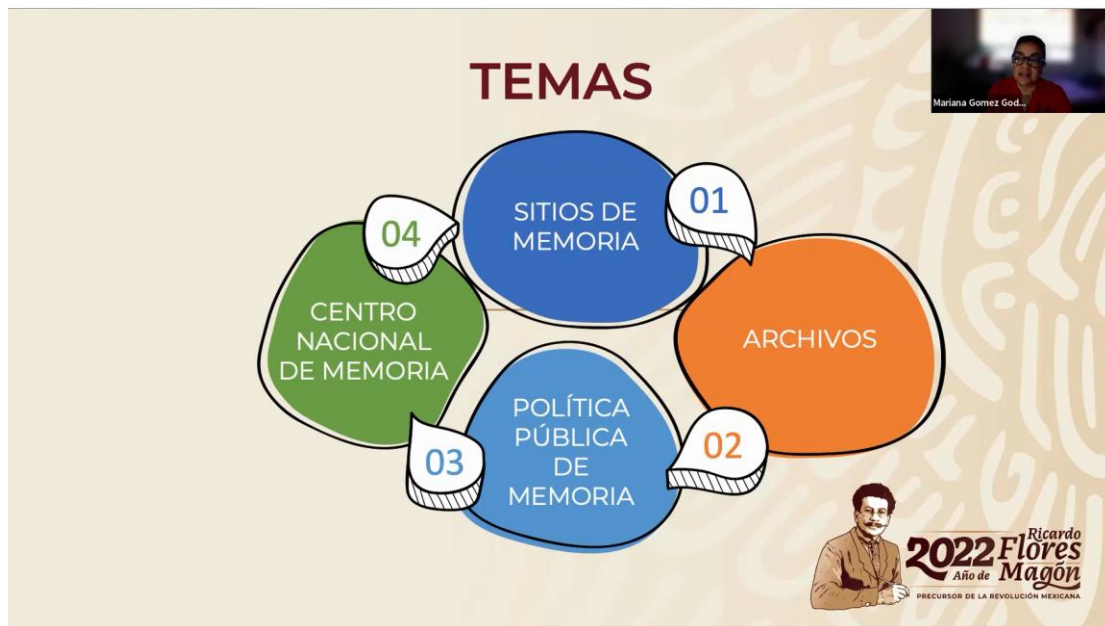 TEMAS
Mariana Gomez God...
01
SITIOS DE
MEMORIA
04
CENTRO
NACIONAL
DE MEMORIA
ARCHIVOS
POLÍTICA
PÚBLICA
DE
MEMORIA
03
02
2022
Año de
Ricardo
Flores
Magón
PRECURSOR DE LA REVOLUCIÓN MEXICANA